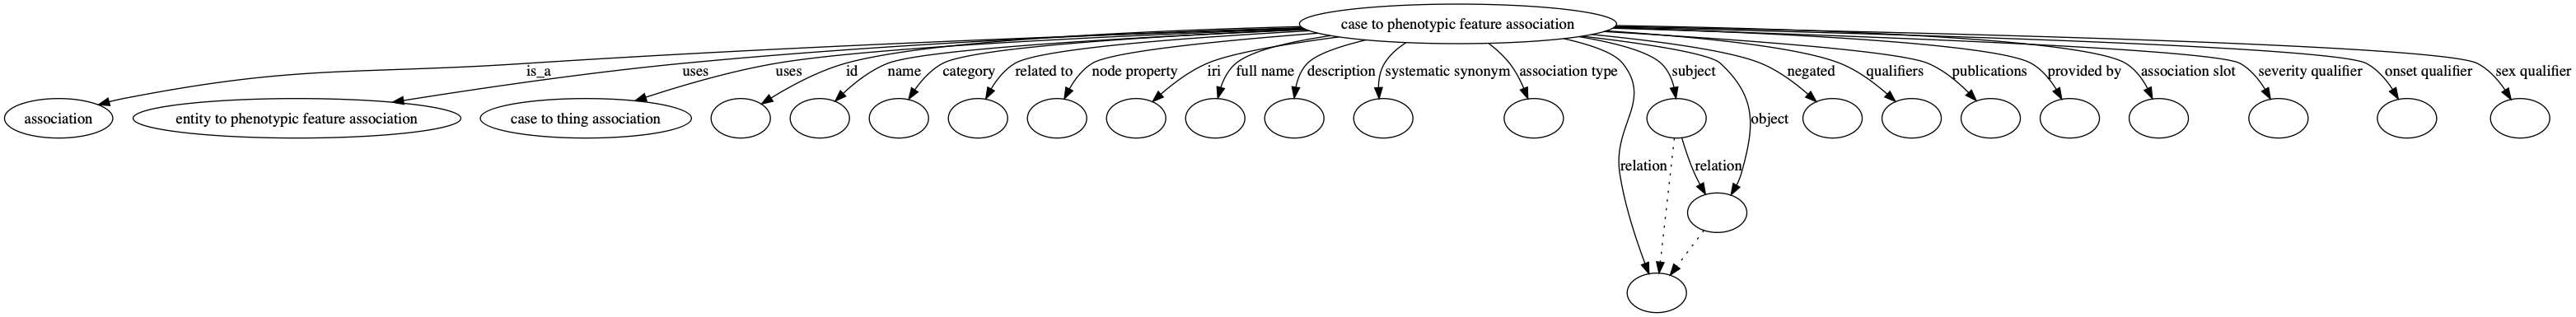 case to phenotypic feature association
is_a
uses
uses
id
name
category
related to
node property
iri
full name
description
systematic synonym
association type
subject
negated
qualifiers
publications
provided by
association slot
severity qualifier
onset qualifier
sex qualifier
association
entity to phenotypic feature association
case to thing association
object
relation
relation